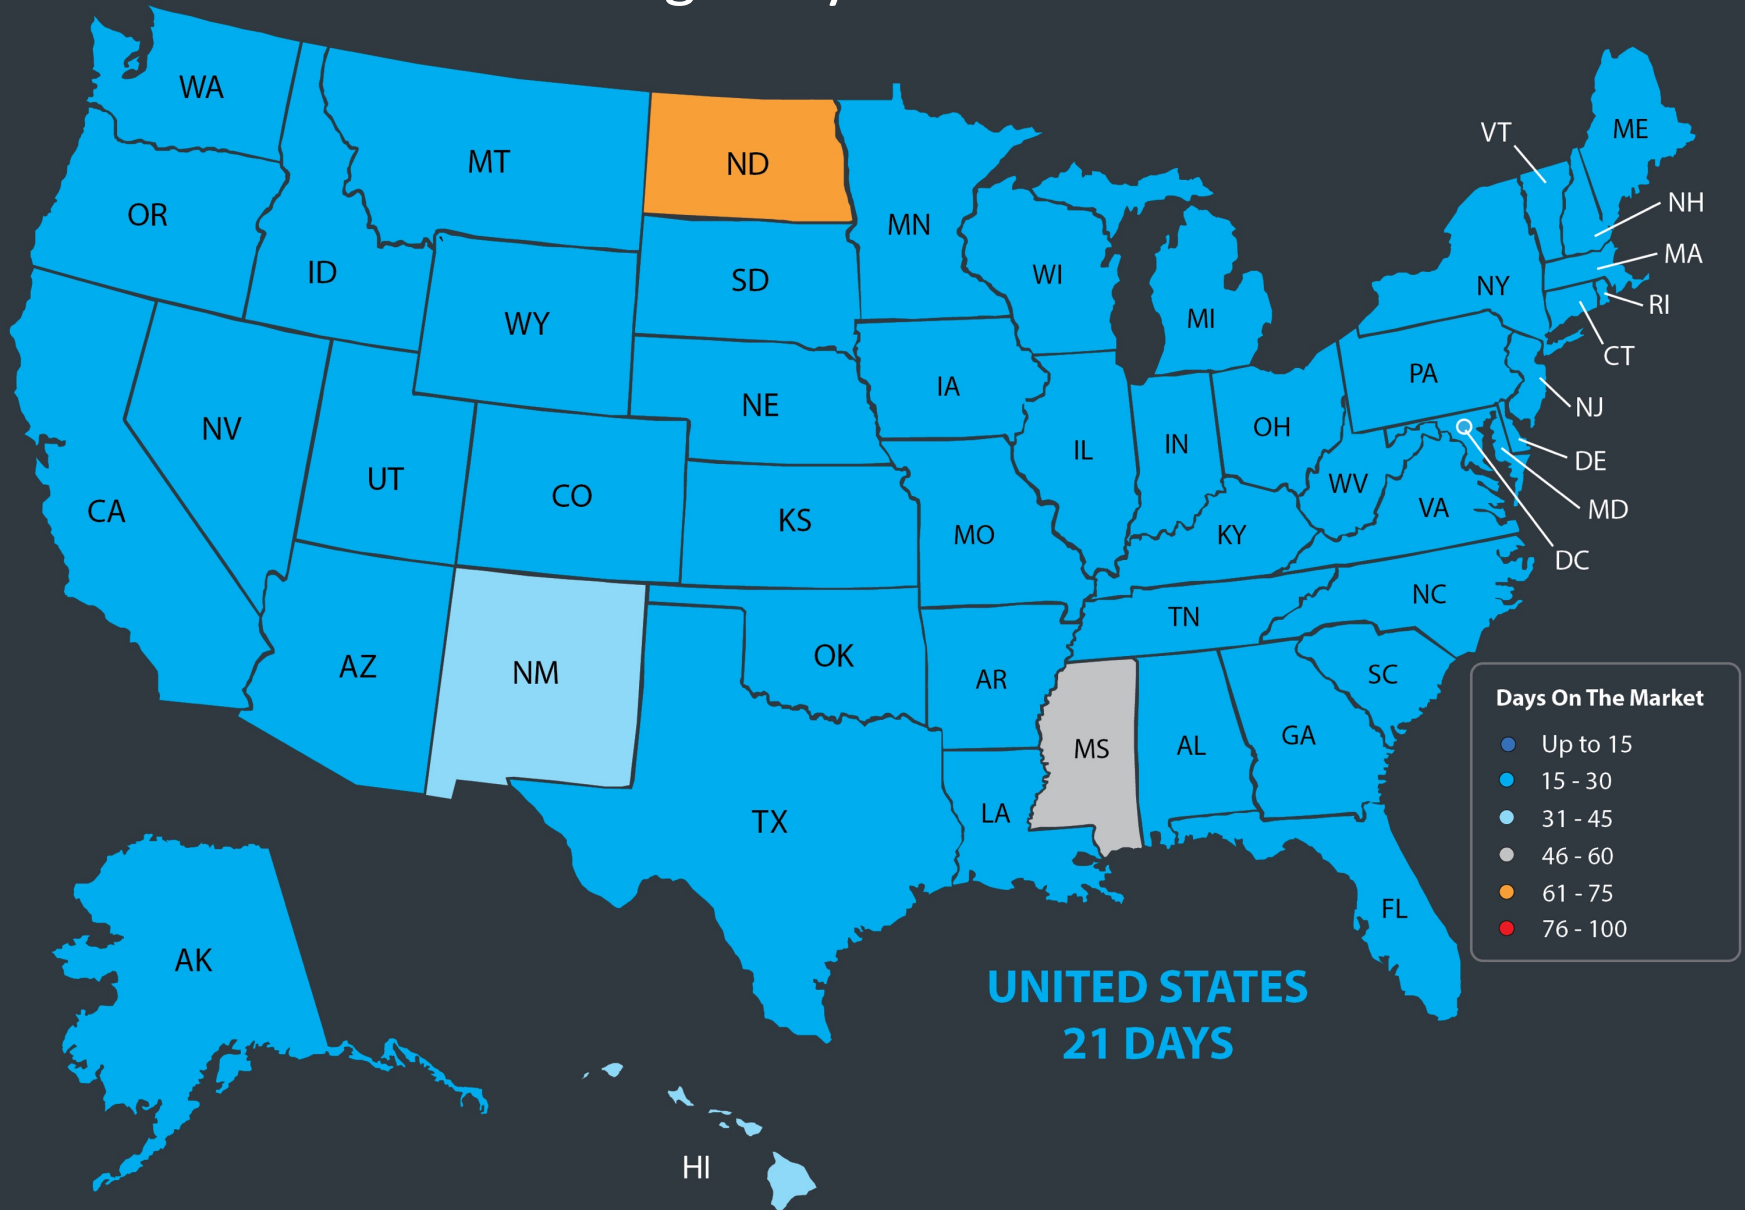 WA
MT
ND
MN
VT
ME
NH
OR
ID
WY
SD
WI
MI
NY
MA
RI
CT
NV
UT
CO
NE
IA
IL
IN
OH
PA
NJ
DE
MD
DC
CA
KS
MO
KY
WV
VA
AZ
NM
OK
AR
TN
NC
SC
TX
LA
MS
AL
GA
FL
AK
HI
Days On The Market
Up to 15
15 - 30
31 - 45
46 - 60
61 - 75
76 - 100
UNITED STATES
21 DAYS